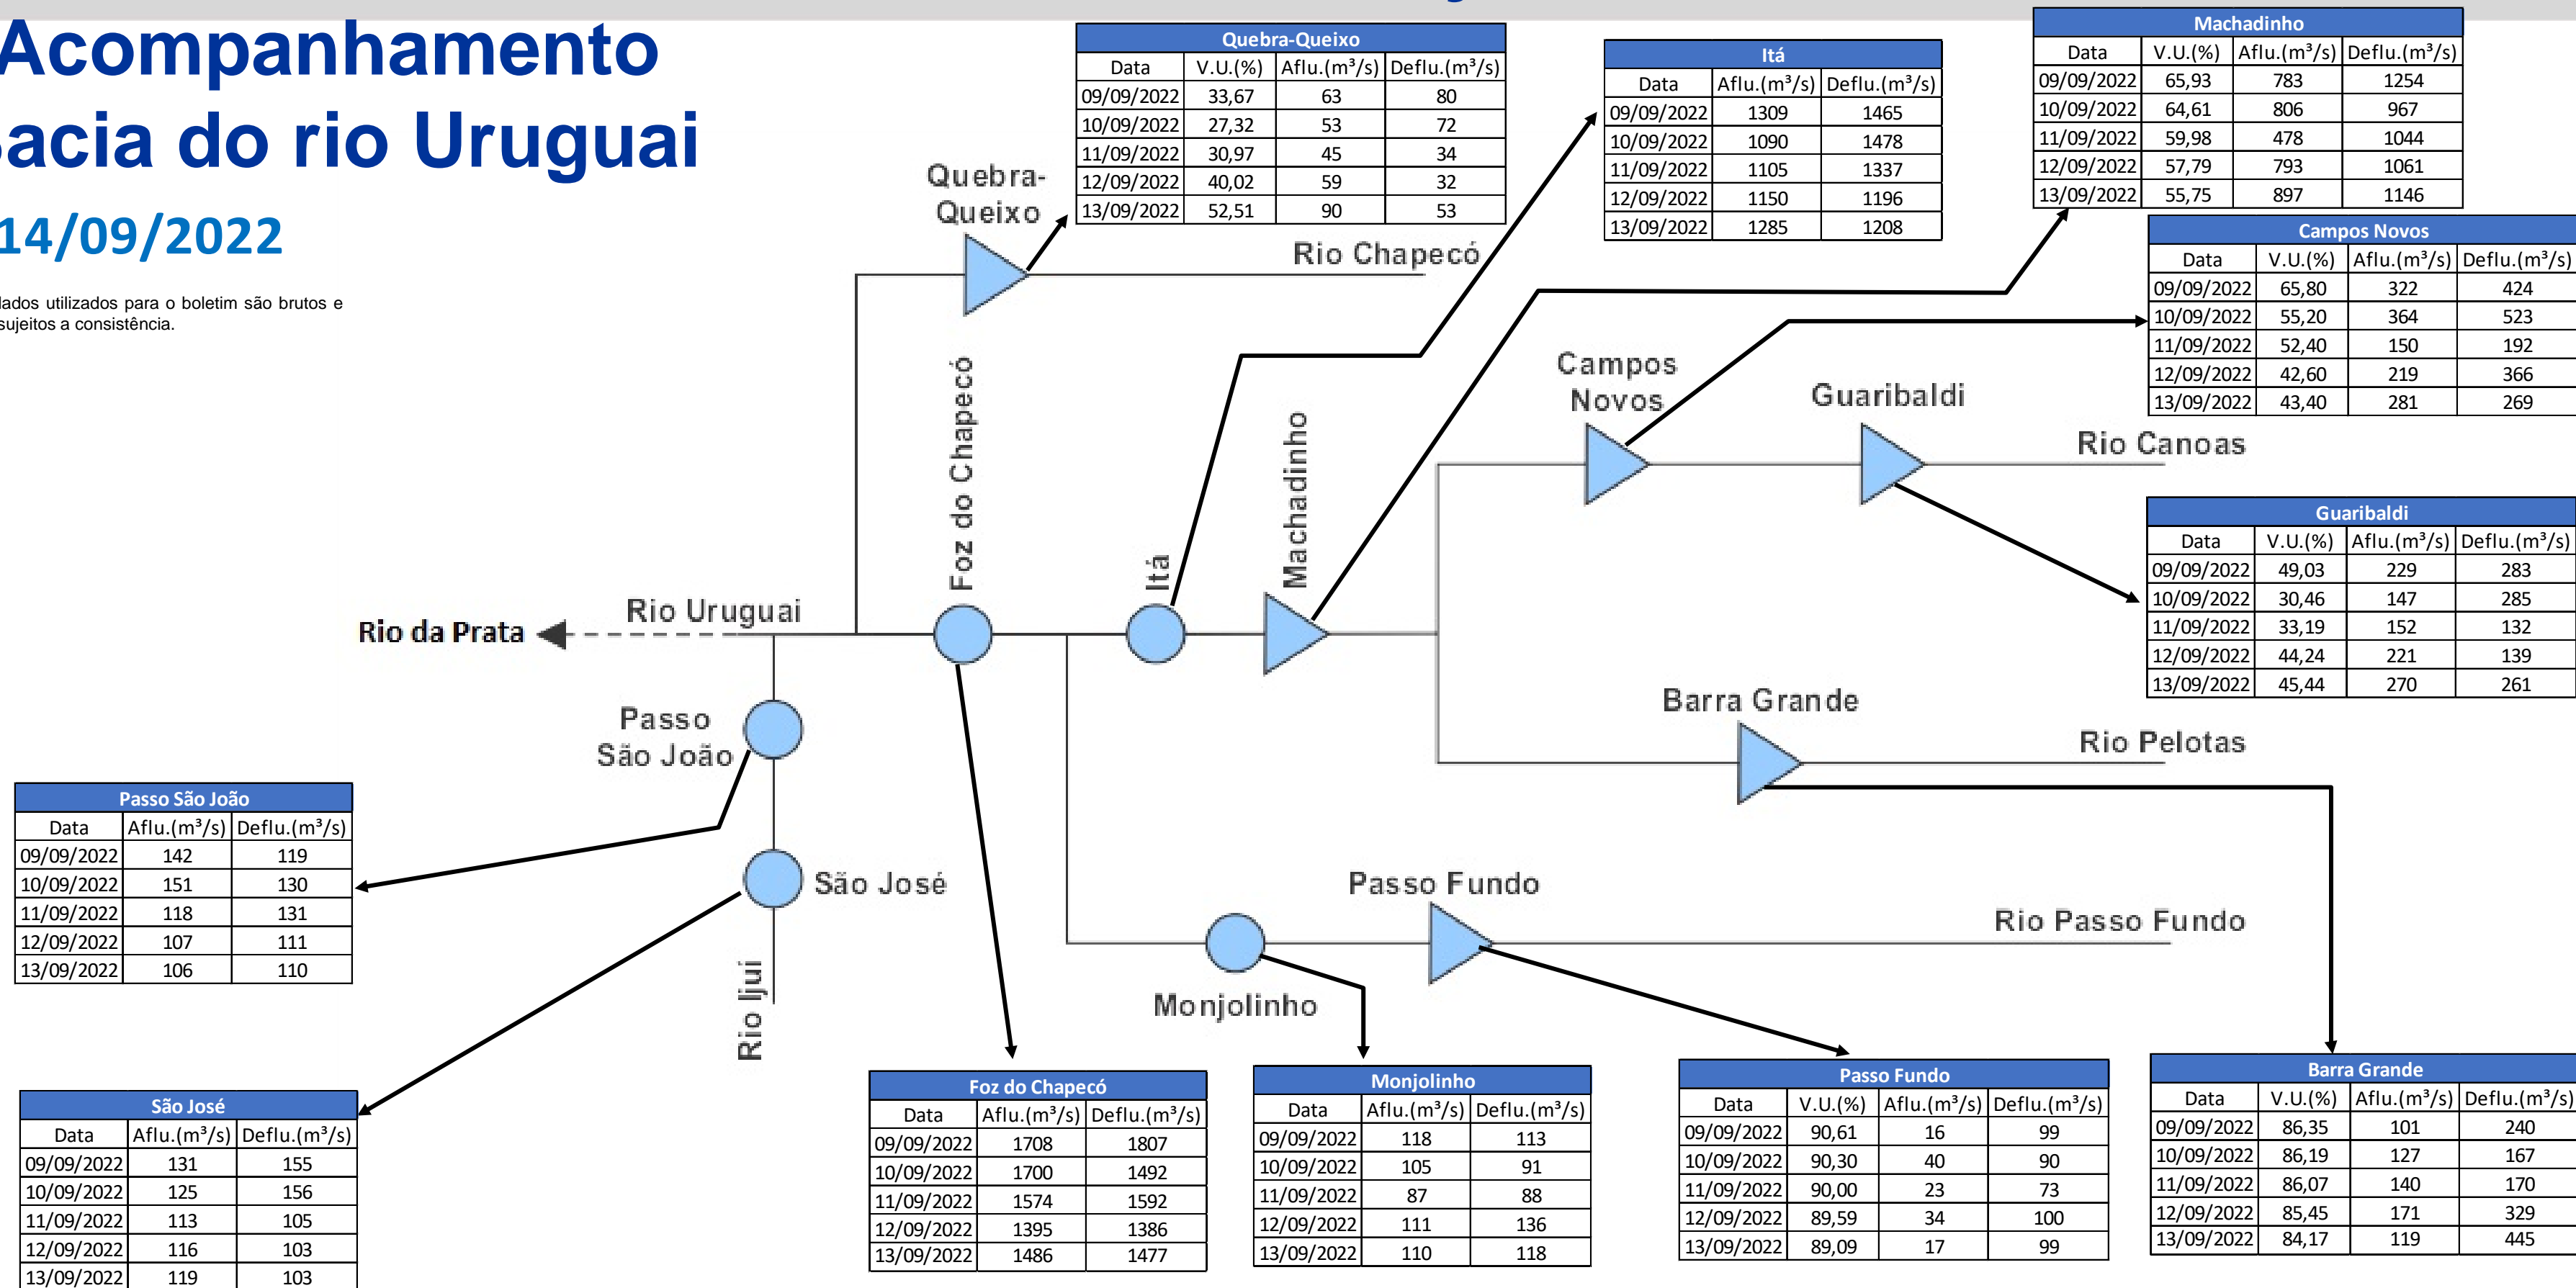 Acompanhamento
acia do rio Uruguai
14/09/2022
dados utilizados para o boletim são brutos e
sujeitos a consistência.
Quebra-Queixo
Data V.U.(%) Aflu.(m³/s) Deflu.(m³/s)
09/09/2022 33,67 63 80
10/09/2022 27,32 53 72
11/09/2022 30,97 45 34
12/09/2022 40,02 59 32
13/09/2022 52,51 90 53
Itá
Data Aflu.(m³/s) Deflu.(m³/s)
09/09/2022 1309 1465
10/09/2022 1090 1478
11/09/2022 1105 1337
12/09/2022 1150 1196
13/09/2022 1285 1208
Machadinho
Data V.U.(%) Aflu.(m³/s) Deflu.(m³/s)
09/09/2022 65,93 783 1254
10/09/2022 64,61 806 967
11/09/2022 59,98 478 1044
12/09/2022 57,79 793 1061
13/09/2022 55,75 897 1146
Campos Novos
Data V.U.(%) Aflu.(m³/s) Deflu.(m³/s)
09/09/2022 65,80 322 424
10/09/2022 55,20 364 523
11/09/2022 52,40 150 192
12/09/2022 42,60 219 366
13/09/2022 43,40 281 269
Quebra-
Queixo
Rio Chapecó
Foz do Chapecó
Itá
Machadinho
Campos
Novos
Guaribaldi
Rio Canoas
Guaribaldi
Data V.U.(%) Aflu.(m³/s) Deflu.(m³/s)
09/09/2022 49,03 229 283
10/09/2022 30,46 147 285
11/09/2022 33,19 152 132
12/09/2022 44,24 221 139
13/09/2022 45,44 270 261
Rio da Prata
Rio Uruguai
Passo
São João
Barra Grande
Rio Pelotas
Passo São João
Data Aflu.(m³/s) Deflu.(m³/s)
09/09/2022 142 119
10/09/2022 151 130
11/09/2022 118 131
12/09/2022 107 111
13/09/2022 106 110
São José
Passo Fundo
Rio Passo Fundo
Rio Ijuí
Monjolinho
São José
Data Aflu.(m³/s) Deflu.(m³/s)
09/09/2022 131 155
10/09/2022 125 156
11/09/2022 113 105
12/09/2022 116 103
13/09/2022 119 103
Foz do Chapecó
Data Aflu.(m³/s) Deflu.(m³/s)
09/09/2022 1708 1807
10/09/2022 1700 1492
11/09/2022 1574 1592
12/09/2022 1395 1386
13/09/2022 1486 1477
Monjolinho
Data Aflu.(m³/s) Deflu.(m³/s)
09/09/2022 118 113
10/09/2022 105 91
11/09/2022 87 88
12/09/2022 111 136
13/09/2022 110 118
Passo Fundo
Data V.U.(%) Aflu.(m³/s) Deflu.(m³/s)
09/09/2022 90,61 16 99
10/09/2022 90,30 40 90
11/09/2022 90,00 23 73
12/09/2022 89,59 34 100
13/09/2022 89,09 17 99
Barra Grande
Data V.U.(%) Aflu.(m³/s) Deflu.(m³/s)
09/09/2022 86,35 101 240
10/09/2022 86,19 127 167
11/09/2022 86,07 140 170
12/09/2022 85,45 171 329
13/09/2022 84,17 119 445